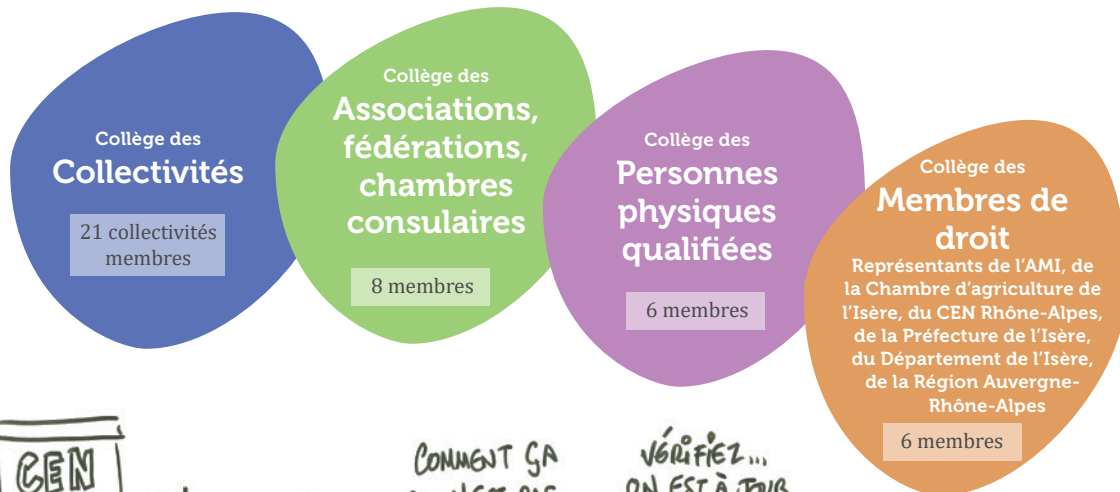 Collège des
Collectivités
21 collectivités
membres
Collège des
Associations,
fédérations,
chambres
consulaires
8 membres
Collège des
Personnes
physiques
qualifiées
6 membres
Collège des
Membres de
droit
Représentants de l'AMI, de
la Chambre d'agriculture de
l'Isère, du CEN Rhône-Alpes,
de la Préfecture de l'Isère,
du Département de l'Isère,
de la Région Auvergne-
Rhône-Alpes
6 membres
CEN
COMMENT ÇA
VÉRIFIEZ...
ON EST À JOUR